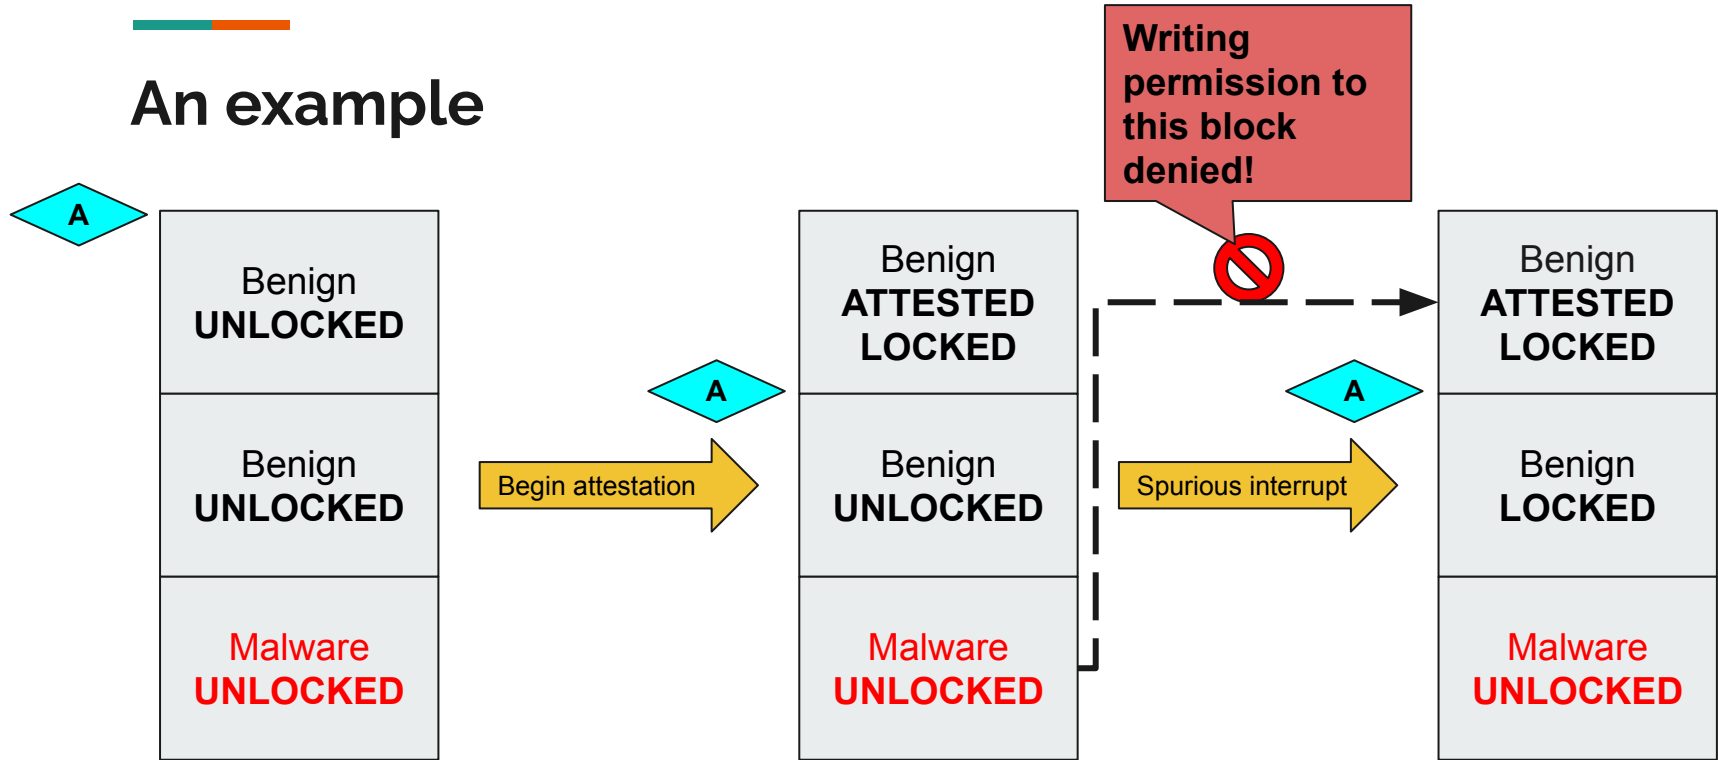 An example
Writing
permission to
this block
denied!
A
Benign
UNLOCKED
Benign
UNLOCKED
Malware
UNLOCKED
Begin attestation
A
Benign
ATTESTED
LOCKED
Benign
UNLOCKED
Malware
UNLOCKED
Spurious interrupt
A
Benign
ATTESTED
LOCKED
Benign
LOCKED
Malware
UNLOCKED